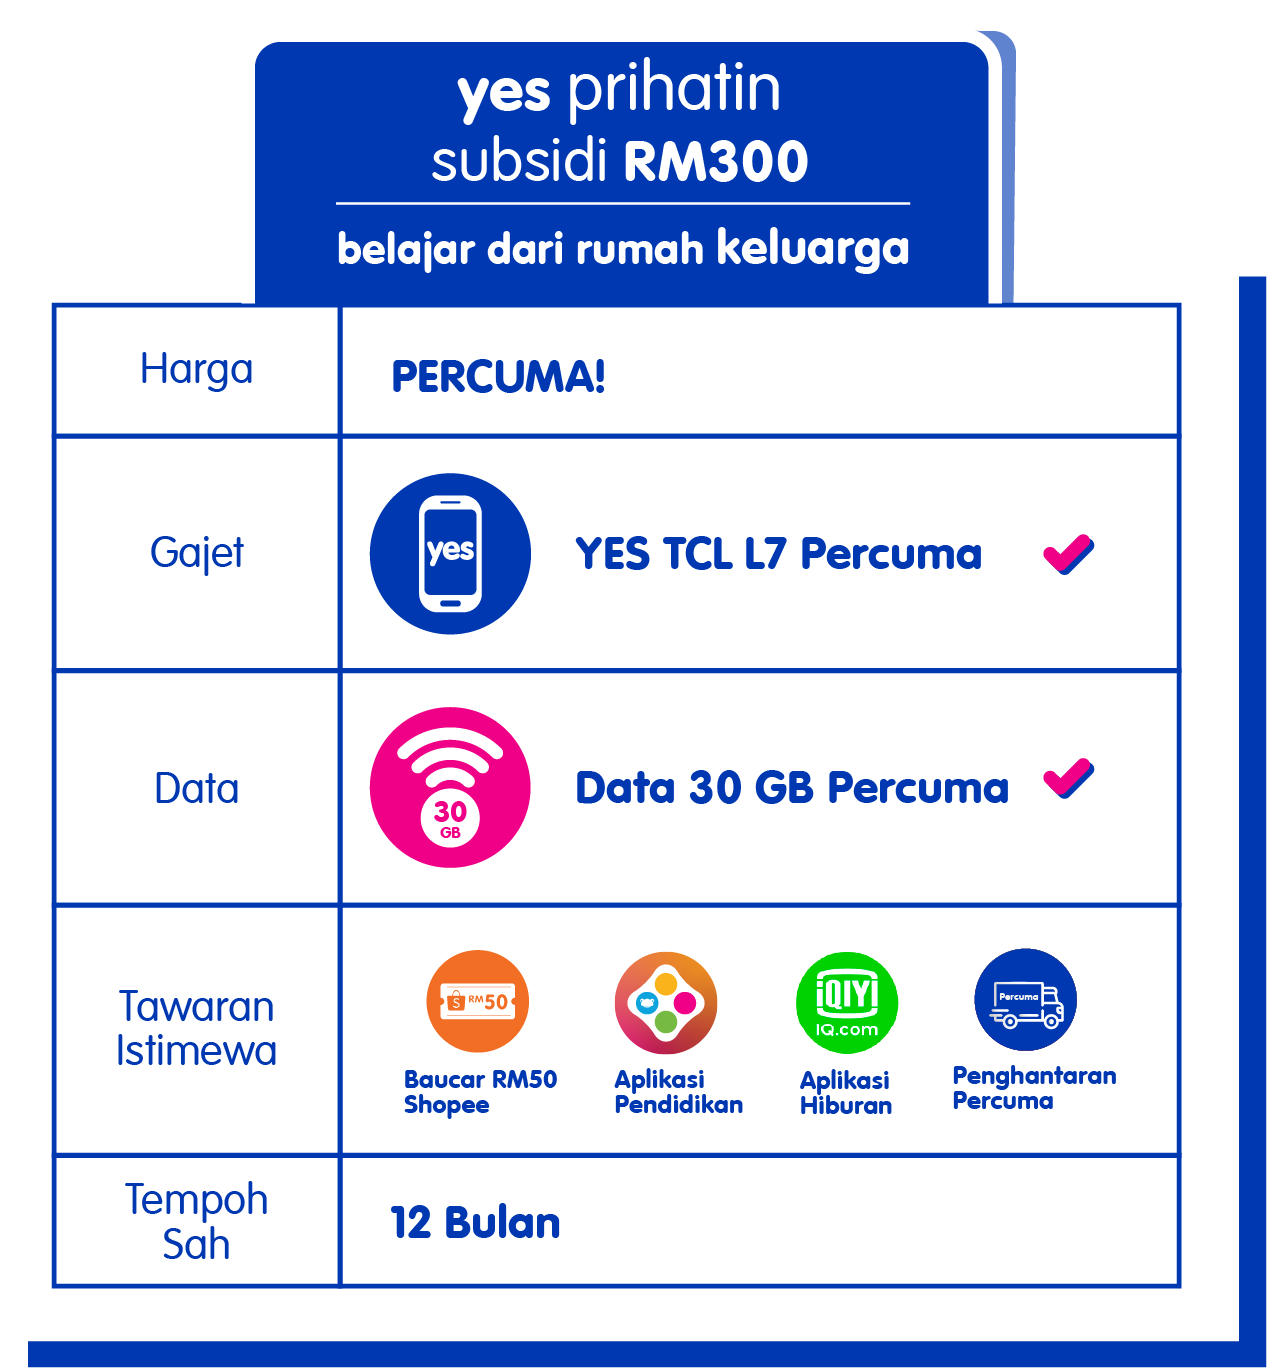 yes prihatin
subsidi RM300
belajar dari rumah keluarga
Harga
PERCUMA!
Gajet
yes
YES TCL L7 Percuma
Data
30
GB
Data 30 GB Percuma
Tawaran
Istimewa
S RM50
Baucar RM50
Shopee
Aplikasi
Pendidikan
iQIYI
IQ.com
Aplikasi
Hiburan
Percuma
Penghantaran
Percuma
Tempoh
Sah
12 Bulan